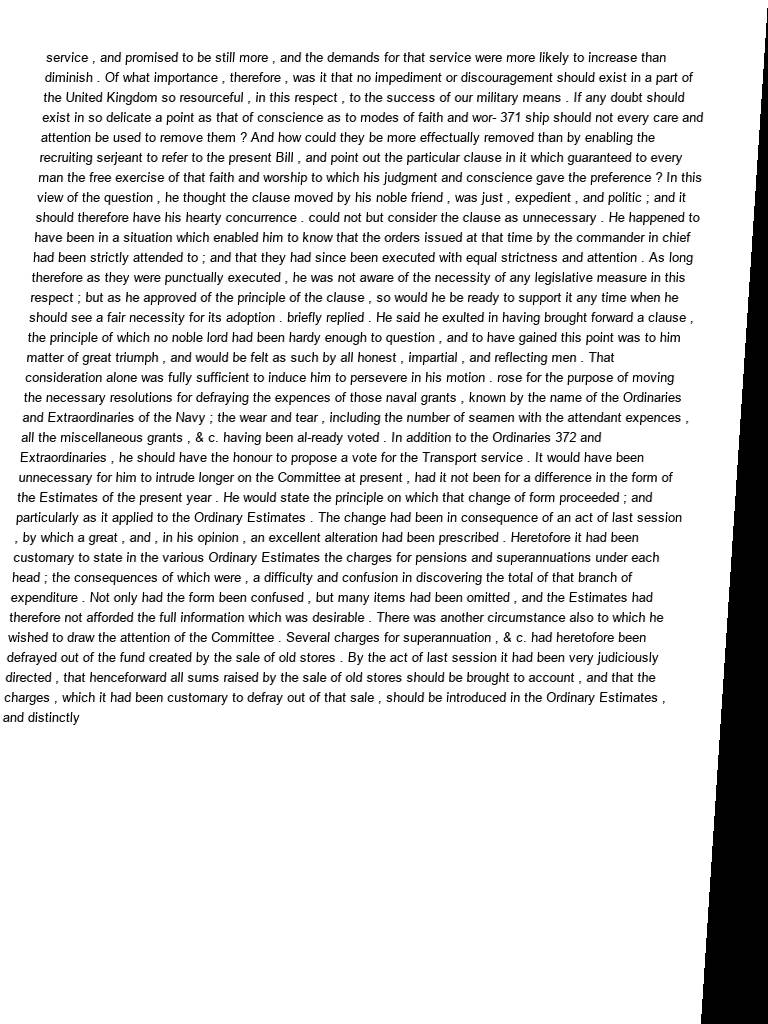 service , and promised to be still more , and the demands for that service were more likely to increase than
diminish . Of what importance , therefore , was it that no impediment or discouragement should exist in a part of
the United Kingdom so resourceful , in this respect , to the success of our military means . If any doubt should
exist in so delicate a point as that of conscience as to modes of faith and wor- 371 ship should not every care and
attention be used to remove them ? And how could they be more effectually removed than by enabling the
recruiting serjeant to refer to the present Bill , and point out the particular clause in it which guaranteed to every
man the free exercise of that faith and worship to which his judgment and conscience gave the preference ? In this
view of the question , he thought the clause moved by his noble friend , was just , expedient , and politic ; and it
should therefore have his hearty concurrence . could not but consider the clause as unnecessary . He happened to
have been in a situation which enabled him to know that the orders issued at that time by the commander in chief
had been strictly attended to ; and that they had since been executed with equal strictness and attention . As long
therefore as they were punctually executed , he was not aware of the necessity of any legislative measure in this
respect ; but as he approved of the principle of the clause , so would he be ready to support it any time when he
should see a fair necessity for its adoption . briefly replied . He said he exulted in having brought forward a clause ,
the principle of which no noble lord had been hardy enough to question , and to have gained this point was to him
matter of great triumph , and would be felt as such by all honest , impartial , and reflecting men . That
consideration alone was fully sufficient to induce him to persevere in his motion . rose for the purpose of moving
the necessary resolutions for defraying the expences of those naval grants , known by the name of the Ordinaries
and Extraordinaries of the Navy ; the wear and tear , including the number of seamen with the attendant expences ,
all the miscellaneous grants , & c. having been al-ready voted . In addition to the Ordinaries 372 and
Extraordinaries , he should have the honour to propose a vote for the Transport service . It would have been
unnecessary for him to intrude longer on the Committee at present , had it not been for a difference in the form of
the Estimates of the present year . He would state the principle on which that change of form proceeded ; and
particularly as it applied to the Ordinary Estimates . The change had been in consequence of an act of last session
, by which a great , and , in his opinion , an excellent alteration had been prescribed . Heretofore it had been
customary to state in the various Ordinary Estimates the charges for pensions and superannuations under each
head ; the consequences of which were , a difficulty and confusion in discovering the total of that branch of
expenditure . Not only had the form been confused , but many items had been omitted , and the Estimates had
therefore not afforded the full information which was desirable . There was another circumstance also to which he
wished to draw the attention of the Committee . Several charges for superannuation , & c. had heretofore been
defrayed out of the fund created by the sale of old stores . By the act of last session it had been very judiciously
directed , that henceforward all sums raised by the sale of old stores should be brought to account , and that the
charges , which it had been customary to defray out of that sale , should be introduced in the Ordinary Estimates ,
and distinctly